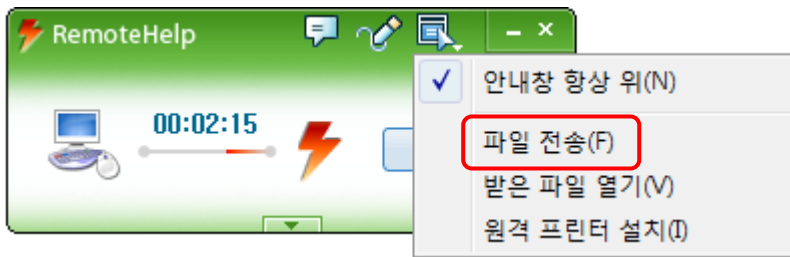 RemoteHelp
안내창 항상 위(N)
00:02:15
파일 전송(F)
받은 파일 열기(V)
원격 프린터 설치(I)